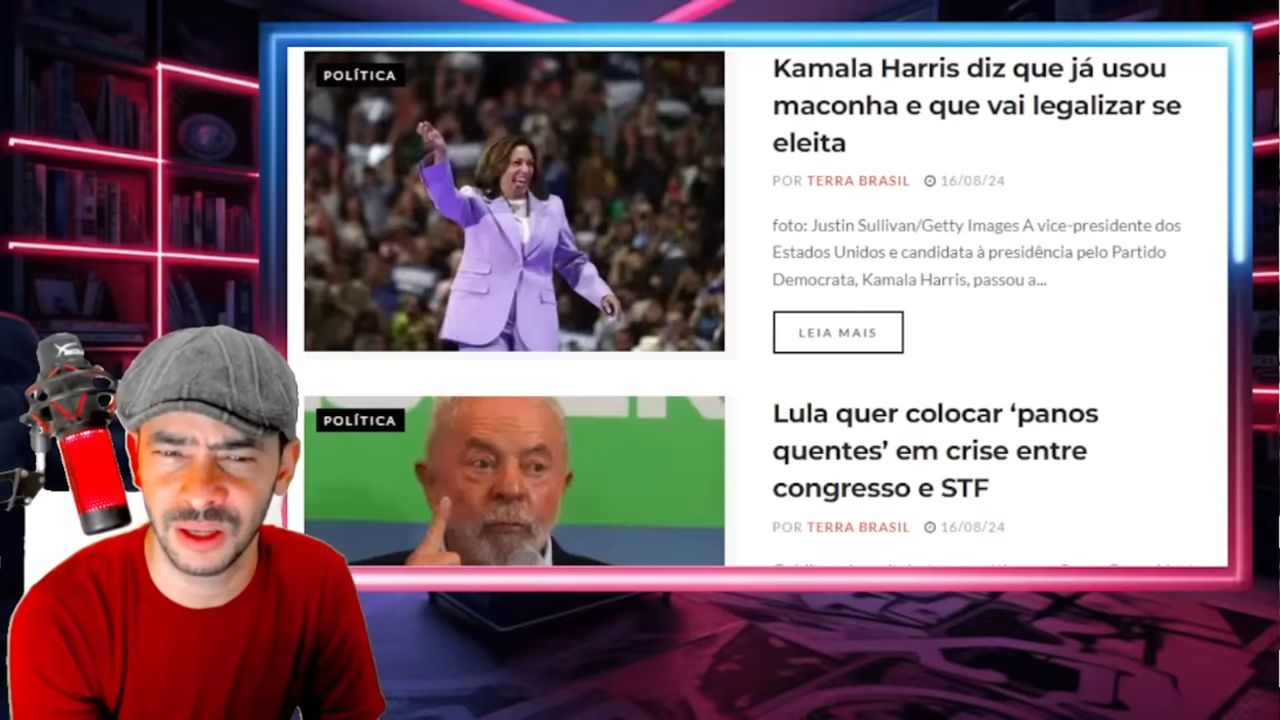 POLÍTICA
Kamala Harris diz que já usou
maconha e que vai legalizar se
eleita
POR TERRA BRASIL 16/08/24
foto: Justin Sullivan/Getty Images A vice-presidente dos
Estados Unidos e candidata à presidência pelo Partido
Democrata, Kamala Harris, passou a...
LEIA MAIS
POLÍTICA
Lula quer colocar ‘panos
quentes’ em crise entre
congresso e STF
POR TERRA BRASIL 16/08/24